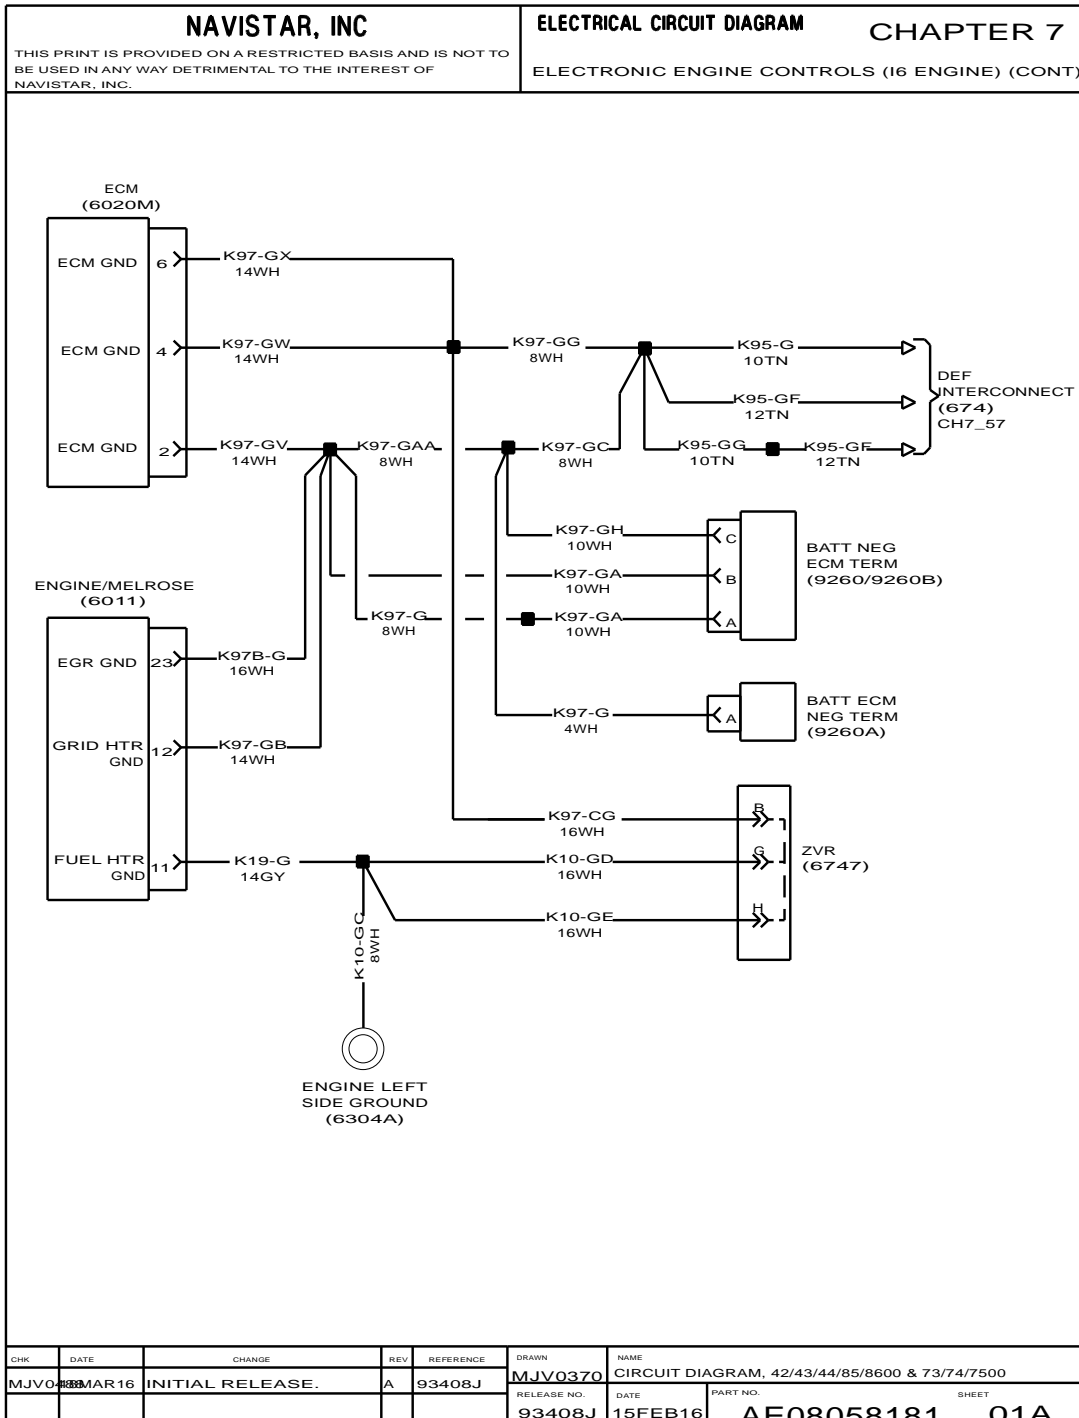 NAVISTAR, INC
THIS PRINT IS PROVIDED ON A RESTRICTED BASIS AND IS NOT TO
BE USED IN ANY WAY DETRIMENTAL TO THE INTEREST OF
NAVISTAR, INC.
ELECTRICAL CIRCUIT DIAGRAM
CHAPTER 7
ELECTRONIC ENGINE CONTROLS (I6 ENGINE) (CONT)
ECM
(6020M)
ECM GND
6
K97-GX
14WH
ECM GND
4
K97-GW
14WH
K97-GG
8WH
K95-G
10TN
K95-GF
12TN
DEF
INTERCONNECT
(674)
CH7_57
ECM GND
2
K97-GV
14WH
K97-GAA
8WH
K97-GC
8WH
K95-GG
10TN
K95-GF
12TN
K97-GH
10WH
C
K97-GA
10WH
B
K97-G
8WH
K97-GA
10WH
A
BATT NEG
ECM TERM
(9260/9260B)
ENGINE/MELROSE
(6011)
EGR GND
23
K97B-G
16WH
K97-G
4WH
A
BATT ECM
NEG TERM
(9260A)
GRID HTR
GND
12
K97-GB
14WH
K97-CG
16WH
B
FUEL HTR
GND
11
K19-G
14GY
K10-GD
16WH
G
ZVR
(6747)
K10-GE
16WH
H
K10-GC
8WH
ENGINE LEFT
SIDE GROUND
(6304A)
CHK
DATE
CHANGE
REV
REFERENCE
DRAWN
NAME
INITIAL RELEASE.
A
93408J
MJV0370
CIRCUIT DIAGRAM, 42/43/44/85/8600 & 73/74/7500
RELEASE NO.
DATE
PART NO.
SHEET
93408J
15FEB16
AE08058181
01A